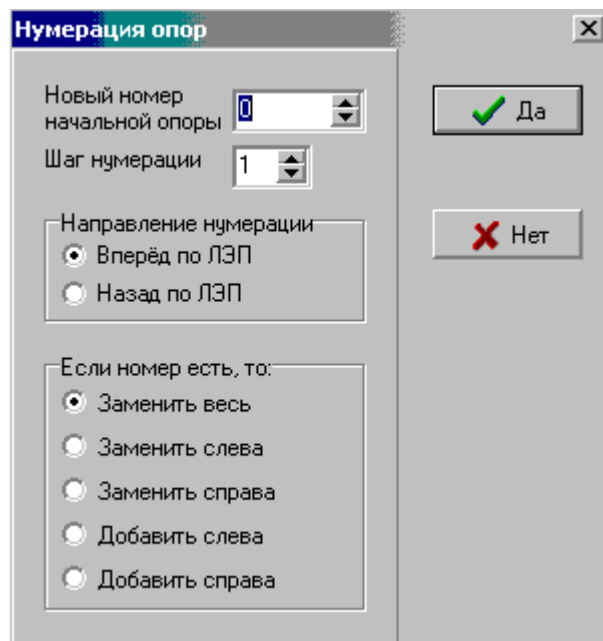 Нумерация опор
Новый номер
начальной опоры
0
Шаг нумерации
1
Направление нумерации
Вперёд по ЛЭП
Назад по ЛЭП
Если номер есть, то:
Заменить весь
Заменить слева
Заменить справа
Добавить слева
Добавить справа
Да
Нет